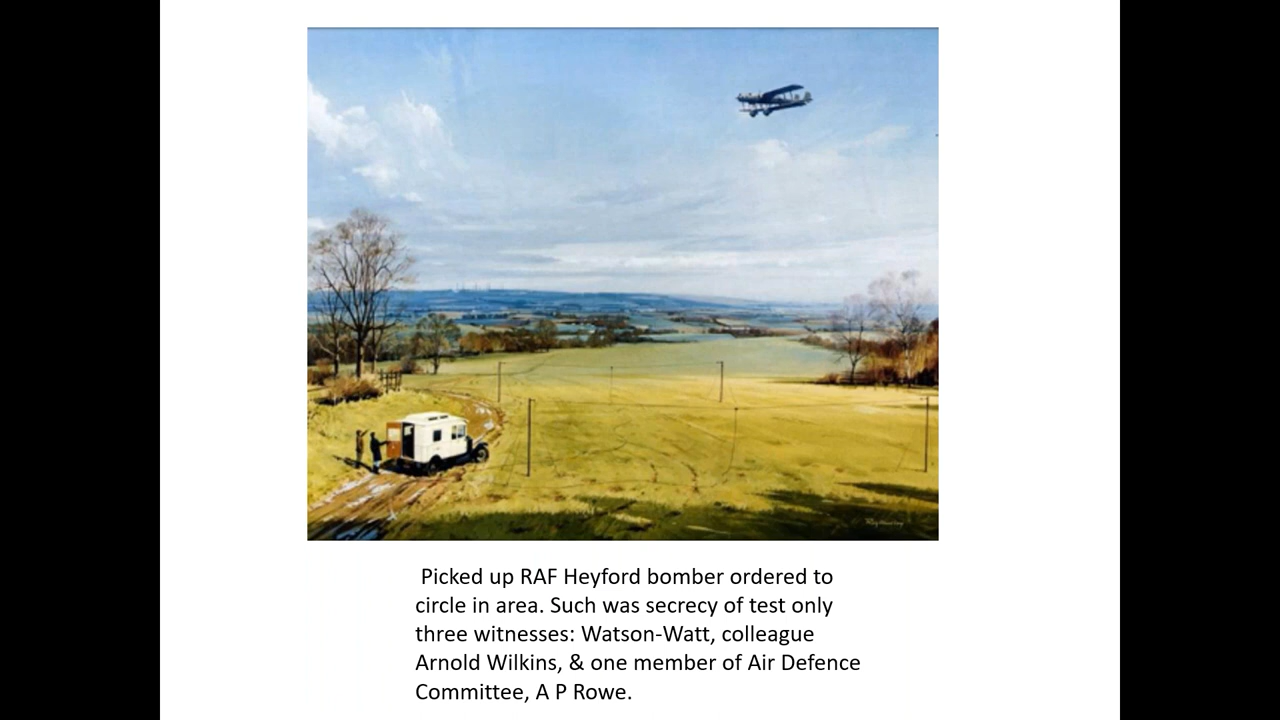 Picked up RAF Heyford bomber ordered to
circle in area. Such was secrecy of test only
three witnesses: Watson-Watt, colleague
Arnold Wilkins, & one member of Air Defence
Committee, A P Rowe.